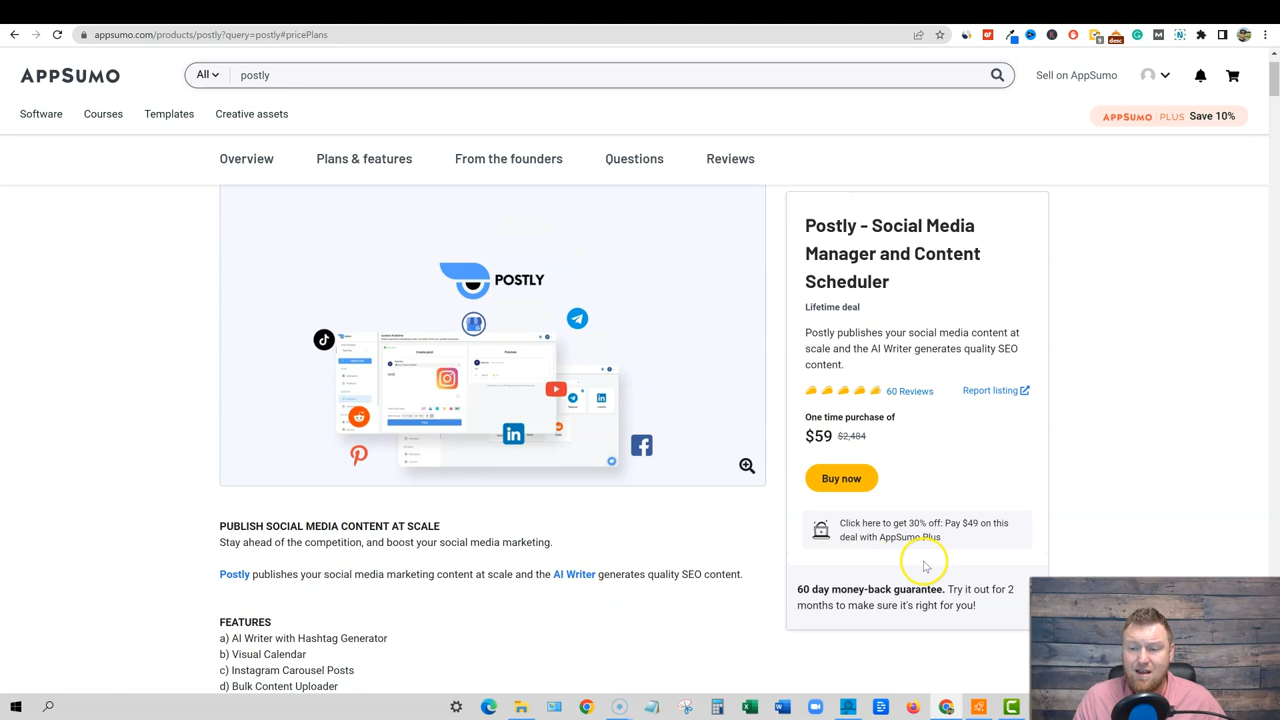 appsumo.com/products/postly?query=postly#pricePlans
APPSUMO
All
postly
Sell on AppSumo
Software
Courses
Templates
Creative assets
APPSUMO PLUS Save 10%
Overview
Plans & features
From the founders
Questions
Reviews
POSTLY
Postly - Social Media
Manager and Content
Scheduler
Lifetime deal
Postly publishes your social media content at
scale and the AI Writer generates quality SEO
content.
60 Reviews
Report listing
One time purchase of
$59 $2,484
Buy now
Click here to get 30% off: Pay $49 on this
deal with AppSumo Plus
60 day money-back guarantee. Try it out for 2
months to make sure it's right for you!
PUBLISH SOCIAL MEDIA CONTENT AT SCALE
Stay ahead of the competition, and boost your social media marketing.
Postly publishes your social media marketing content at scale and the AI Writer generates quality SEO content.
FEATURES
a) AI Writer with Hashtag Generator
b) Visual Calendar
c) Instagram Carousel Posts
d) Bulk Content Uploader